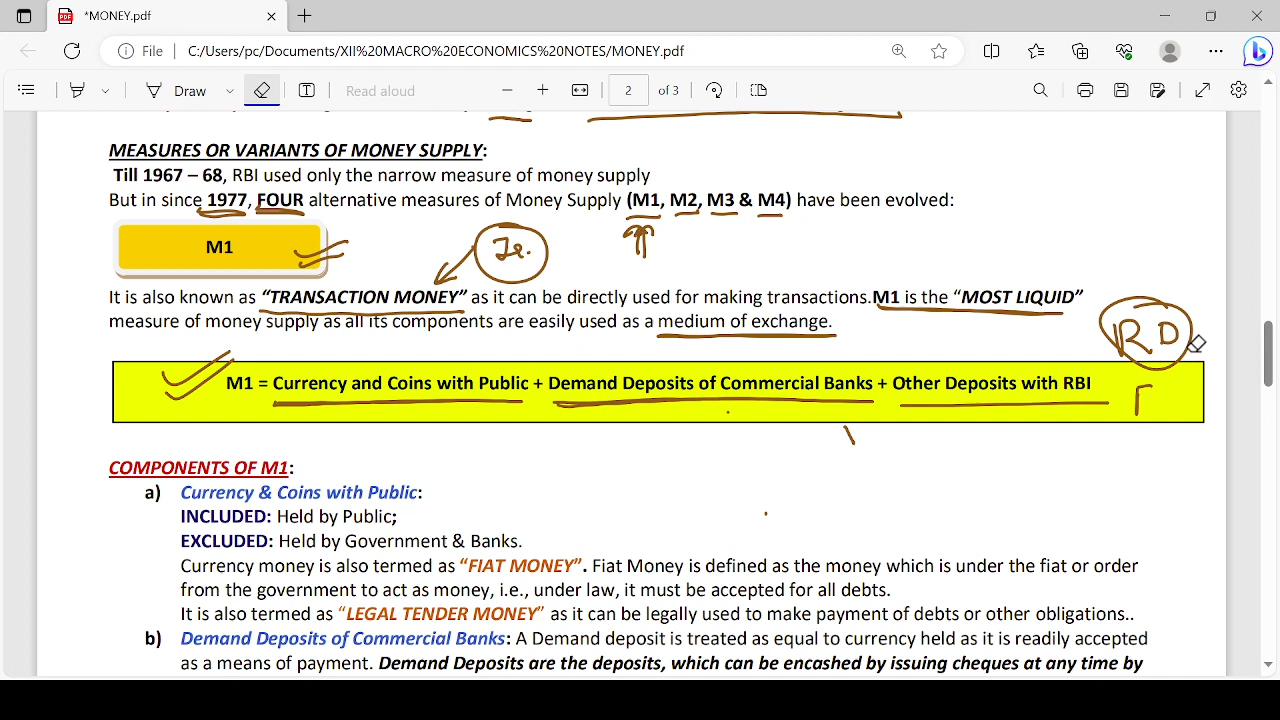 *MONEY.pdf
File C:/Users/pc/Documents/XII%20MACRO%20ECONOMICS%20NOTES/MONEY.pdf
Draw Read aloud 2 of 3
MEASURES OR VARIANTS OF MONEY SUPPLY:
Till 1967 – 68, RBI used only the narrow measure of money supply
But in since 1977, FOUR alternative measures of Money Supply (M1, M2, M3 & M4) have been evolved:
M1
It is also known as “TRANSACTION MONEY” as it can be directly used for making transactions.M1 is the “MOST LIQUID”
measure of money supply as all its components are easily used as a medium of exchange.
RD
M1 = Currency and Coins with Public + Demand Deposits of Commercial Banks + Other Deposits with RBI
COMPONENTS OF M1:
a) Currency & Coins with Public:
INCLUDED: Held by Public;
EXCLUDED: Held by Government & Banks.
Currency money is also termed as “FIAT MONEY”. Fiat Money is defined as the money which is under the fiat or order
from the government to act as money, i.e., under law, it must be accepted for all debts.
It is also termed as “LEGAL TENDER MONEY” as it can be legally used to make payment of debts or other obligations..
b) Demand Deposits of Commercial Banks: A Demand deposit is treated as equal to currency held as it is readily accepted
as a means of payment. Demand Deposits are the deposits, which can be encashed by issuing cheques at any time by